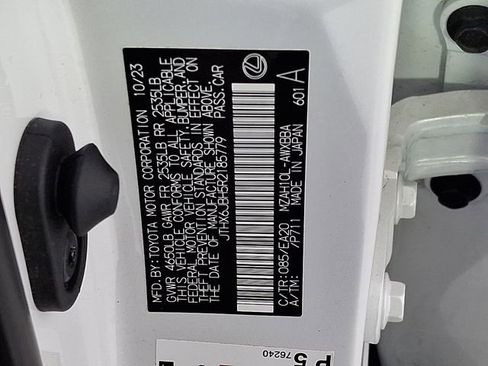 MFD.BY: TOYOTA MOTOR CORPORATION 10/23
GVWR 4650LB GAWR FR 2535LB RR 2535LB
THIS VEHICLE CONFORMS TO ALL APPLICABLE
FEDERAL MOTOR VEHICLE SAFETY, BUMPER, AND
THEFT PREVENTION STANDARDS IN EFFECT ON
THE DATE OF MANUFACTURE SHOWN ABOVE.
JTHX6JBH5R2185779 PASS.CAR
C/TR: 085/EA20 MZAH10L-AWXBBA
A/TM: -/P711 MADE IN JAPAN 601 A
P5
76240